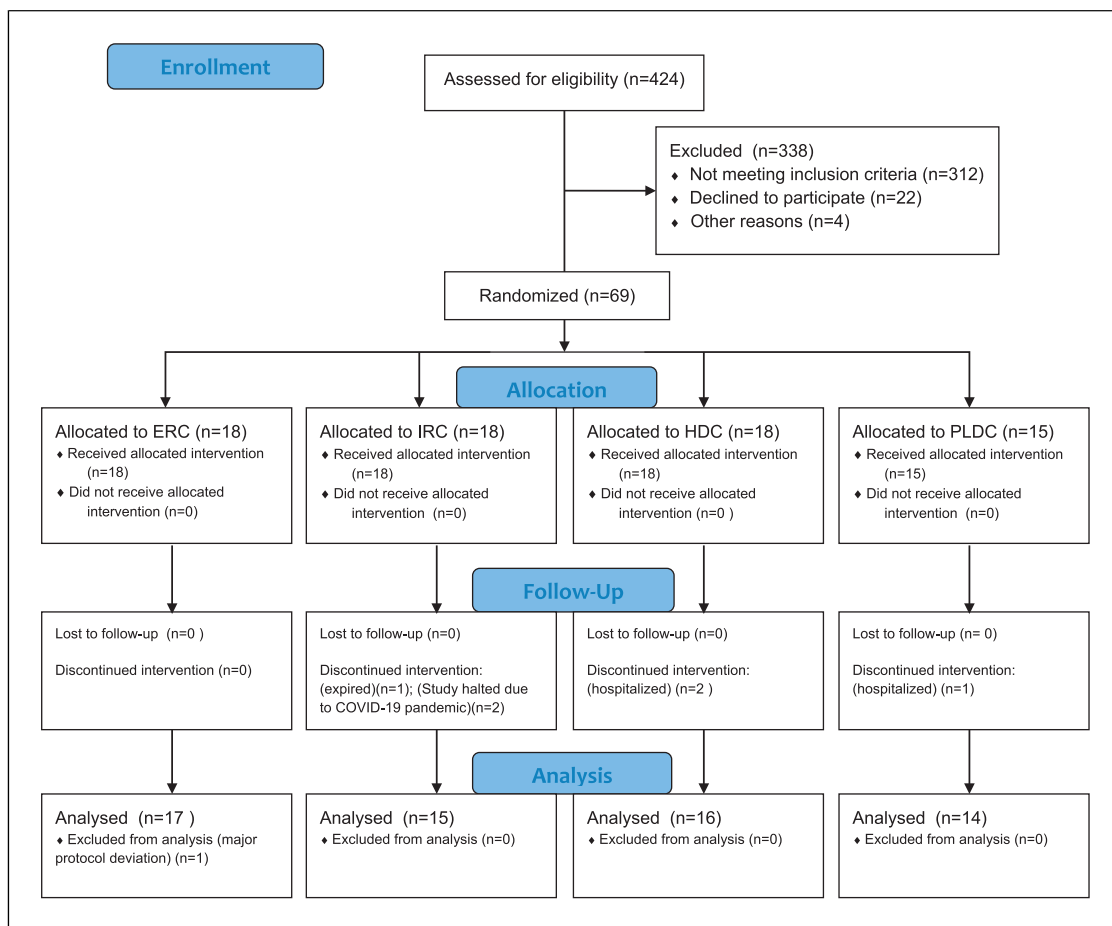 Enrollment
Assessed for eligibility (n=424)
Excluded (n=338)
♦ Not meeting inclusion criteria (n=312)
♦ Declined to participate (n=22)
♦ Other reasons (n=4)
Randomized (n=69)
Allocation
Allocated to ERC (n=18)
♦ Received allocated intervention
(n=18)
♦ Did not receive allocated
intervention (n=0)
Allocated to IRC (n=18)
♦ Received allocated intervention
(n=18)
♦ Did not receive allocated
intervention (n=0)
Allocated to HDC (n=18)
♦ Received allocated intervention
(n=18)
♦ Did not receive allocated
intervention (n=0 )
Allocated to PLDC (n=15)
♦ Received allocated intervention
(n=15)
♦ Did not receive allocated
intervention (n=0)
Follow-Up
Lost to follow-up (n=0 )
Discontinued intervention (n=0)
Lost to follow-up (n=0)
Discontinued intervention:
(expired)(n=1); (Study halted due
to COVID-19 pandemic)(n=2)
Lost to follow-up (n=0)
Discontinued intervention:
(hospitalized) (n=2 )
Lost to follow-up (n= 0)
Discontinued intervention:
(hospitalized) (n=1)
Analysis
Analysed (n=17 )
♦ Excluded from analysis (major
protocol deviation) (n=1)
Analysed (n=15)
♦ Excluded from analysis (n=0)
Analysed (n=16)
♦ Excluded from analysis (n=0)
Analysed (n=14)
♦ Excluded from analysis (n=0)